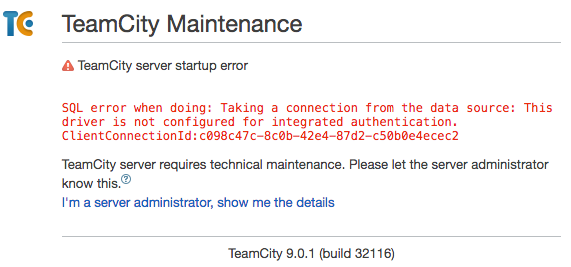 TC
TeamCity Maintenance
TeamCity server startup error
SQL error when doing: Taking a connection from the data source: This
driver is not configured for integrated authentication.
ClientConnectionId:c098c47c-8c0b-42e4-87d2-c50b0e4ecec2
TeamCity server requires technical maintenance. Please let the server administrator
know this.?
I'm a server administrator, show me the details
TeamCity 9.0.1 (build 32116)